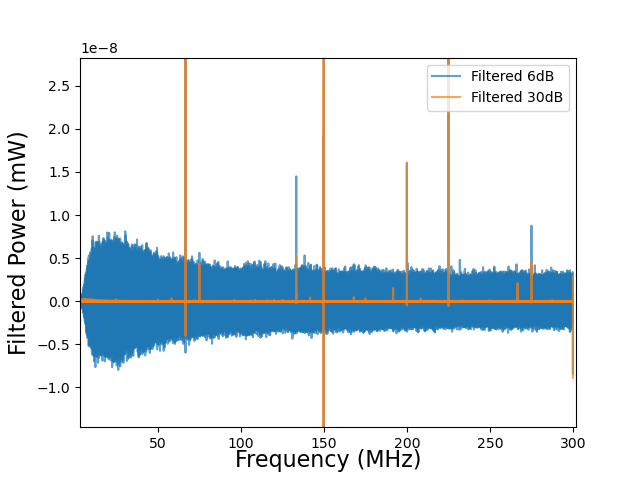 1e−8
Filtered 6dB
Filtered 30dB
2.5
2.0
1.5
1.0
0.5
0.0
−0.5
−1.0
Filtered Power (mW)
50 100 150 200 250 300
Frequency (MHz)